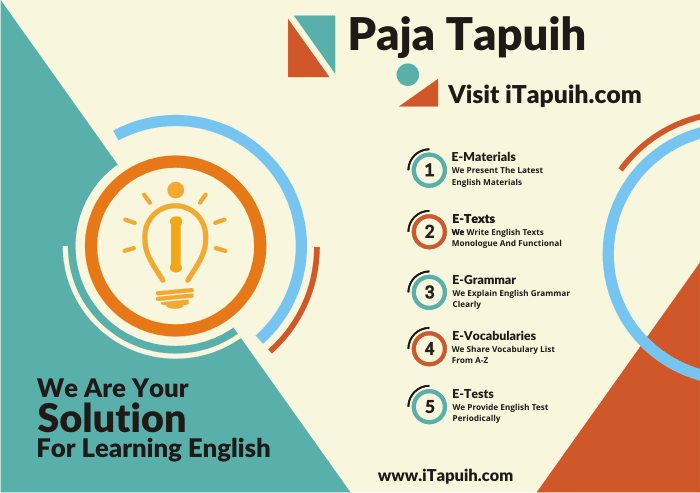 Paja Tapuih
Visit iTapuih.com
1
E-Materials
We Present The Latest
English Materials
2
E-Texts
We Write English Texts
Monologue And Functional
3
E-Grammar
We Explain English Grammar
Clearly
4
E-Vocabularies
We Share Vocabulary List
From A-Z
5
E-Tests
We Provide English Test
Periodically
We Are Your
Solution
For Learning English
www.iTapuih.com